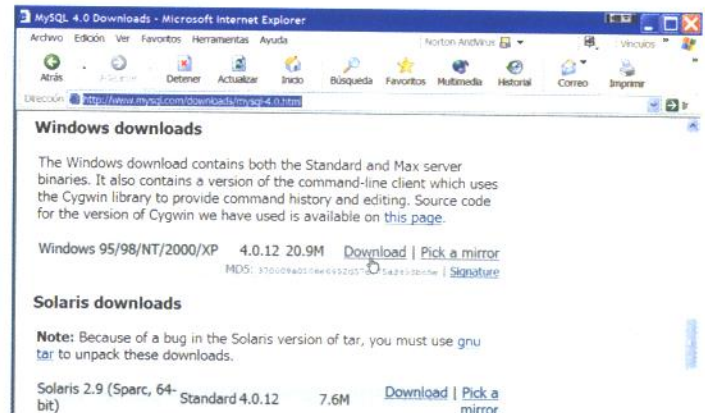 MySQL 4.0 Downloads - Microsoft Internet Explorer
Archivo Edición Ver Favoritos Herramientas Ayuda Norton AntiVirus Vínculos
Atrás Detener Actualizar Inicio Búsqueda Favoritos Multimedia Historial Correo Imprimir
Dirección http://www.mysql.com/downloads/mysql-4.0.html Ir
Windows downloads
The Windows download contains both the Standard and Max server
binaries. It also contains a version of the command-line client which uses
the Cygwin library to provide command history and editing. Source code
for the version of Cygwin we have used is available on this page.
Windows 95/98/NT/2000/XP 4.0.12 20.9M Download | Pick a mirror
MD5: | Signature
Solaris downloads
Note: Because of a bug in the Solaris version of tar, you must use gnu
tar to unpack these downloads.
Solaris 2.9 (Sparc, 64-
bit) Standard 4.0.12 7.6M Download | Pick a
mirror